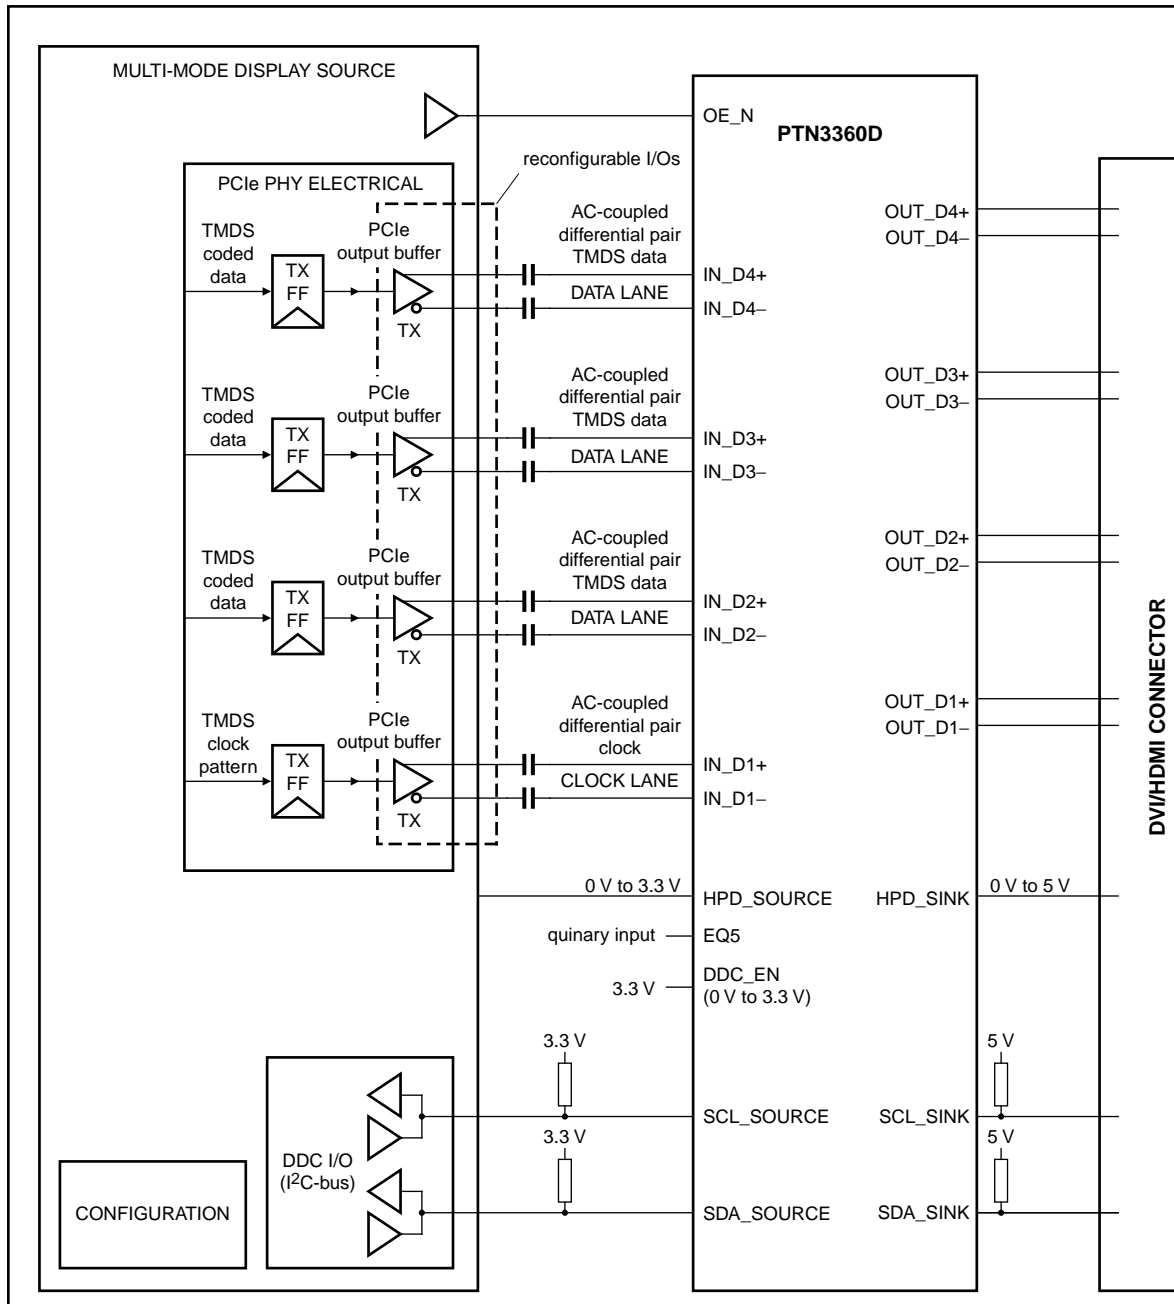 MULTI-MODE DISPLAY SOURCE
OE_N
PTN3360D
reconfigurable I/Os
PCIe PHY ELECTRICAL
TMDS
coded
data
TX
FF
PCIe
output buffer
TX
AC-coupled
differential pair
TMDS data
DATA LANE
IN_D4+
IN_D4−
OUT_D4+
OUT_D4−
TMDS
coded
data
TX
FF
PCIe
output buffer
TX
AC-coupled
differential pair
TMDS data
DATA LANE
IN_D3+
IN_D3−
OUT_D3+
OUT_D3−
TMDS
coded
data
TX
FF
PCIe
output buffer
TX
AC-coupled
differential pair
TMDS data
DATA LANE
IN_D2+
IN_D2−
OUT_D2+
OUT_D2−
TMDS
clock
pattern
TX
FF
PCIe
output buffer
TX
AC-coupled
differential pair
clock
CLOCK LANE
IN_D1+
IN_D1−
OUT_D1+
OUT_D1−
DVI/HDMI CONNECTOR
0 V to 3.3 V
HPD_SOURCE
HPD_SINK
0 V to 5 V
quinary input
EQ5
3.3 V
DDC_EN
(0 V to 3.3 V)
3.3 V
5 V
SCL_SOURCE
SCL_SINK
3.3 V
5 V
DDC I/O
(I²C-bus)
SDA_SOURCE
SDA_SINK
CONFIGURATION